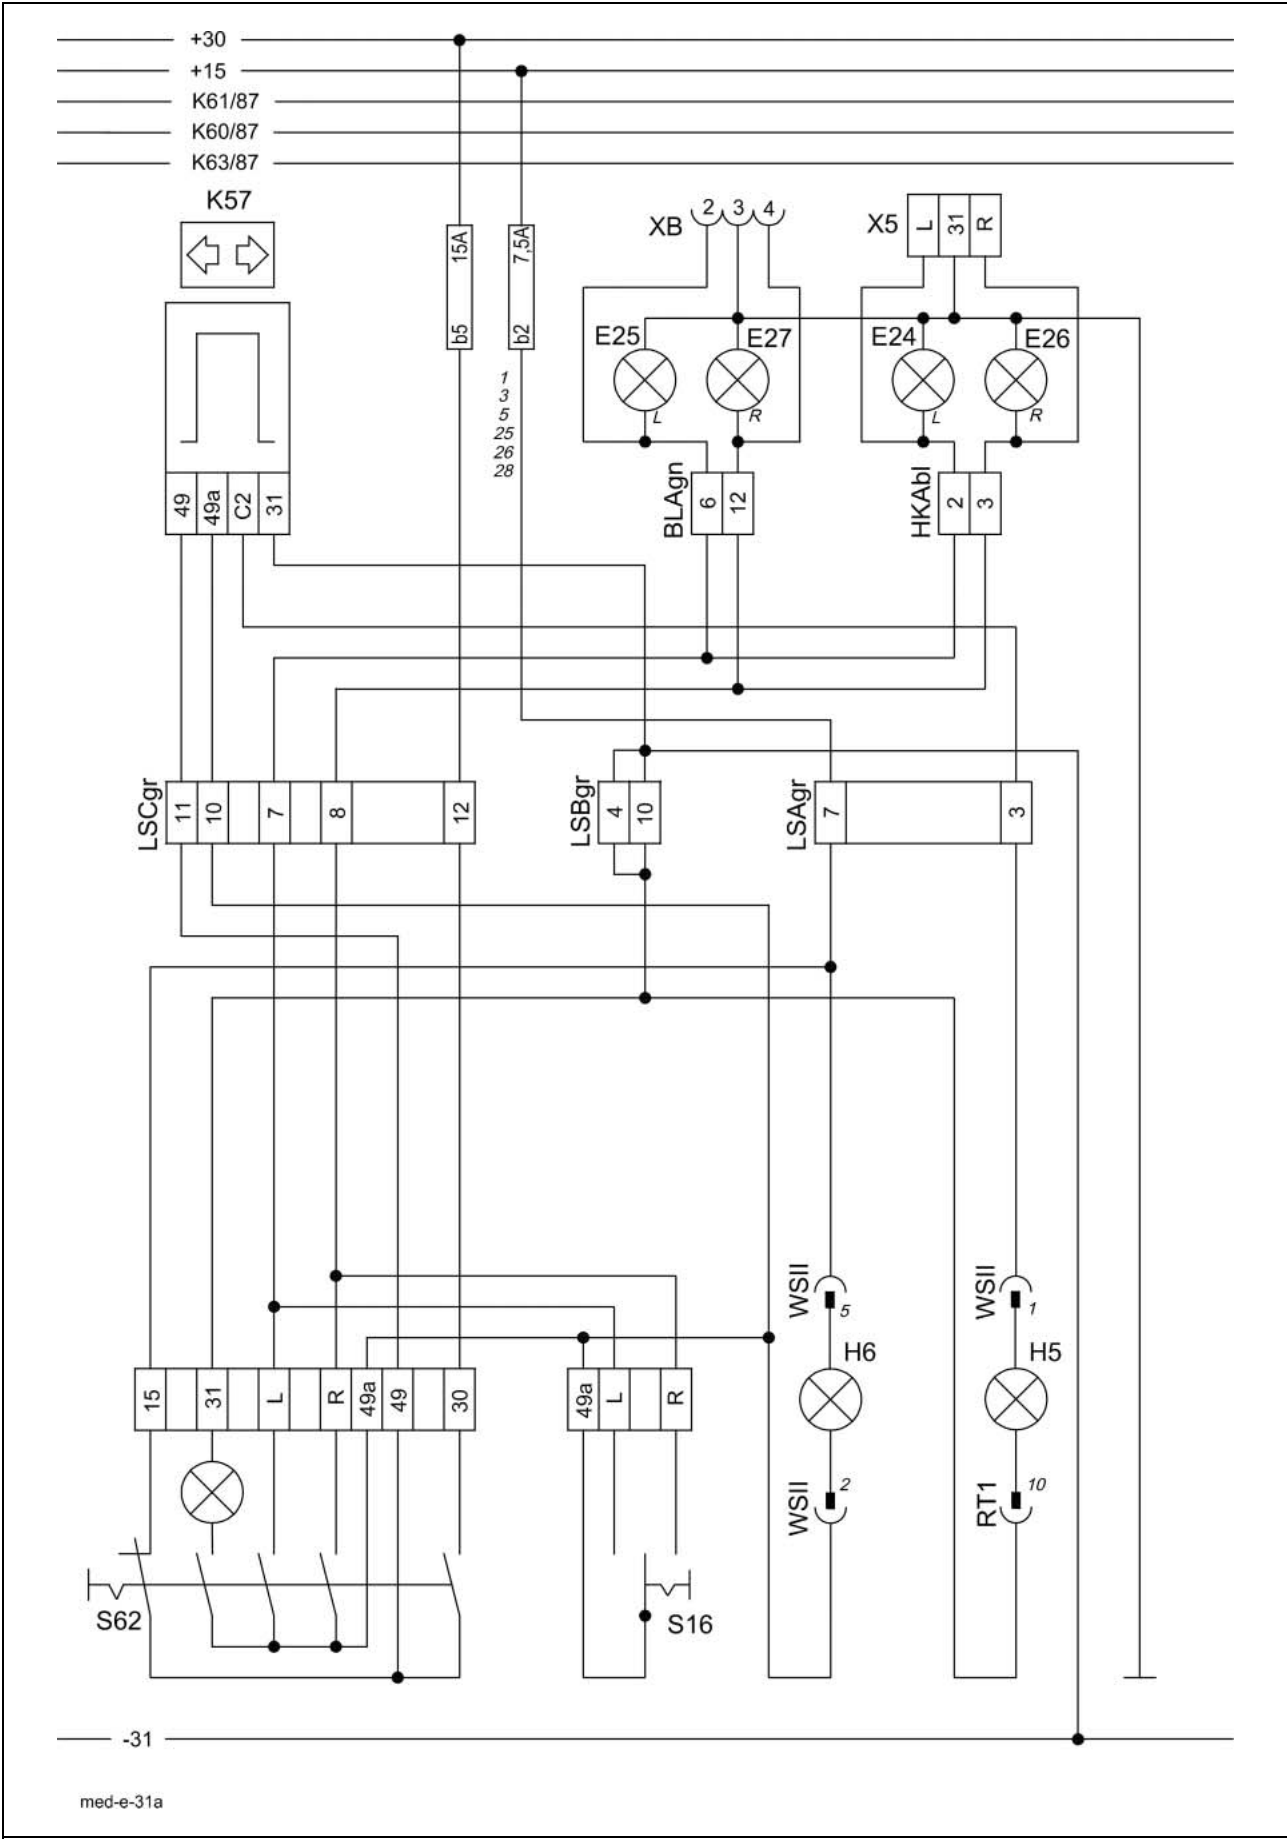 +30
+15
K61/87
K60/87
K63/87
K57
XB 2 3 4
X5 L 31 R
15A
b5
7,5A
b2
E25
E27
E24
E26
L
R
L
R
1
3
5
25
26
28
49 49a C2 31
BLAgn 6 12
HKAbl 2 3
LSCgr 11 10 7 8 12
LSBgr 4 10
LSAgr 7 3
WSII 5
WSII 1
H6
H5
15 31 L R 49a 49 30
49a L R
WSII 2
RT1 10
S62
S16
-31
med-e-31a